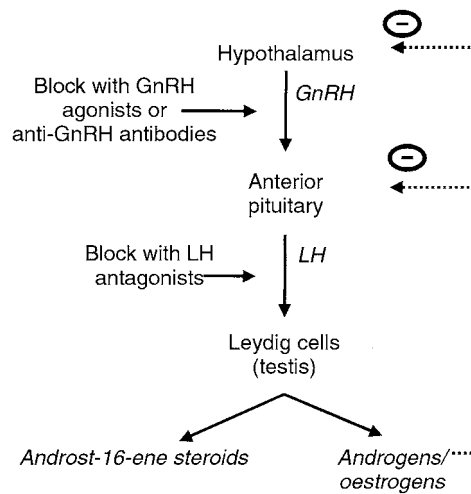 Hypothalamus
Block with GnRH
agonists or
anti-GnRH antibodies
GnRH
Anterior
pituitary
Block with LH
antagonists
LH
Leydig cells
(testis)
Androst-16-ene steroids
Androgens/
oestrogens